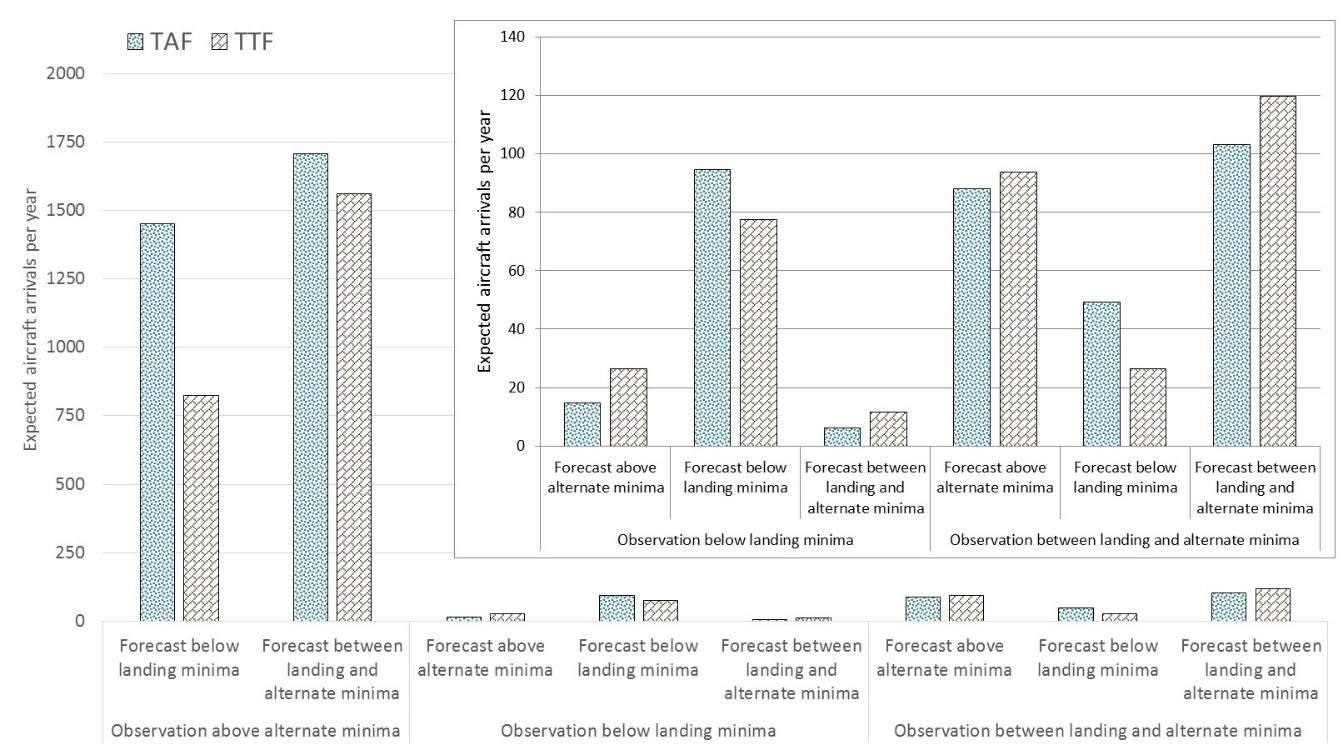 TAF TTF
Expected aircraft arrivals per year
2000
1750
1500
1250
1000
750
500
250
0
Forecast below
landing minima
Forecast between
landing and
alternate minima
Forecast above
alternate minima
Forecast below
landing minima
Forecast between
landing and
alternate minima
Forecast above
alternate minima
Forecast below
landing minima
Forecast between
landing and
alternate minima
Observation above alternate minima
Observation below landing minima
Observation between landing and alternate minima
Expected aircraft arrivals per year
140
120
100
80
60
40
20
0
Forecast above
alternate minima
Forecast below
landing minima
Forecast between
landing and
alternate minima
Forecast above
alternate minima
Forecast below
landing minima
Forecast between
landing and
alternate minima
Observation below landing minima
Observation between landing and alternate minima